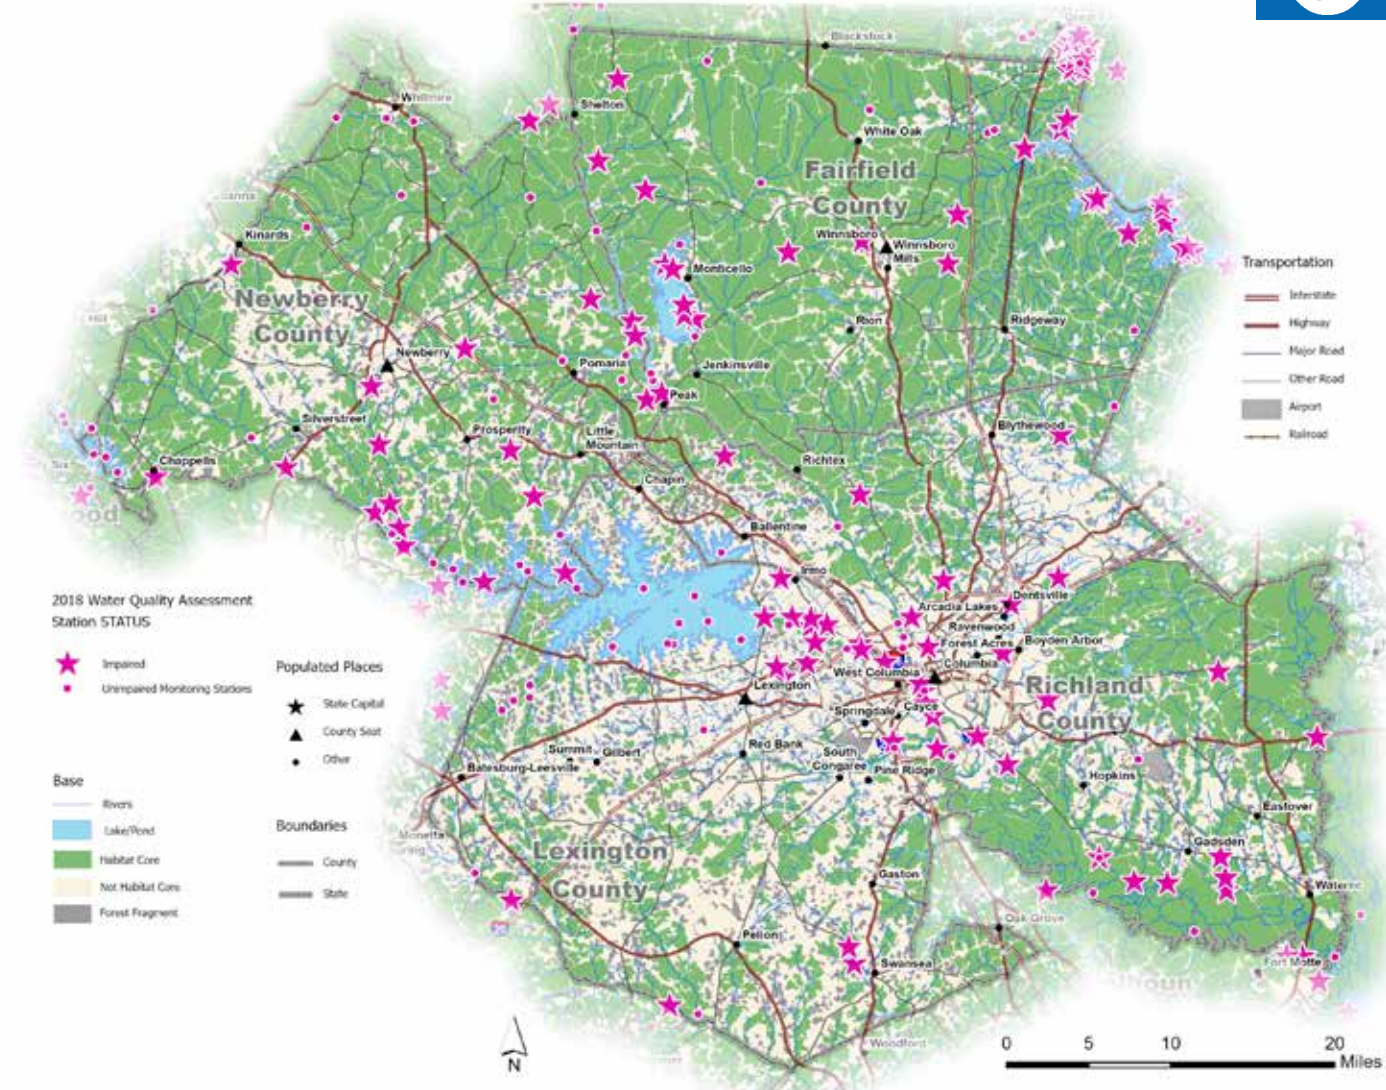 Blackstock
Whitmire
Shelton
White Oak
Fairfield
County
Kinards
Winnsboro
Winnsboro
Mills
Monticello
Transportation
Interstate
Highway
Major Road
Other Road
Airport
Railroad
Newberry
County
Rion
Ridgeway
Newberry
Pomaria
Jenkinsville
Peak
Silverstreet
Prosperity
Little
Mountain
Blythewood
Chappells
Richtex
Six
ood
Chapin
Ballentine
Irmo
2018 Water Quality Assessment
Station STATUS
Impaired
Unimpaired Monitoring Stations
Populated Places
State Capital
County Seat
Other
Dentsville
Arcadia Lakes
Ravenwood
Forest Acres
Boyden Arbor
Columbia
West Columbia
Lexington
Richland
County
Springdale
Cayce
Red Bank
South
Congaree
Pine Ridge
Summit
Gilbert
Batesburg-Leesville
Hopkins
Eastover
Gadsden
Base
Rivers
Lake/Pond
Habitat Core
Not Habitat Core
Forest Fragment
Boundaries
County
State
Monetta
Lexington
County
Gaston
Oak Grove
Pelion
Swansea
Fort Motte
lhoun
Woodford
N
0 5 10 20
Miles